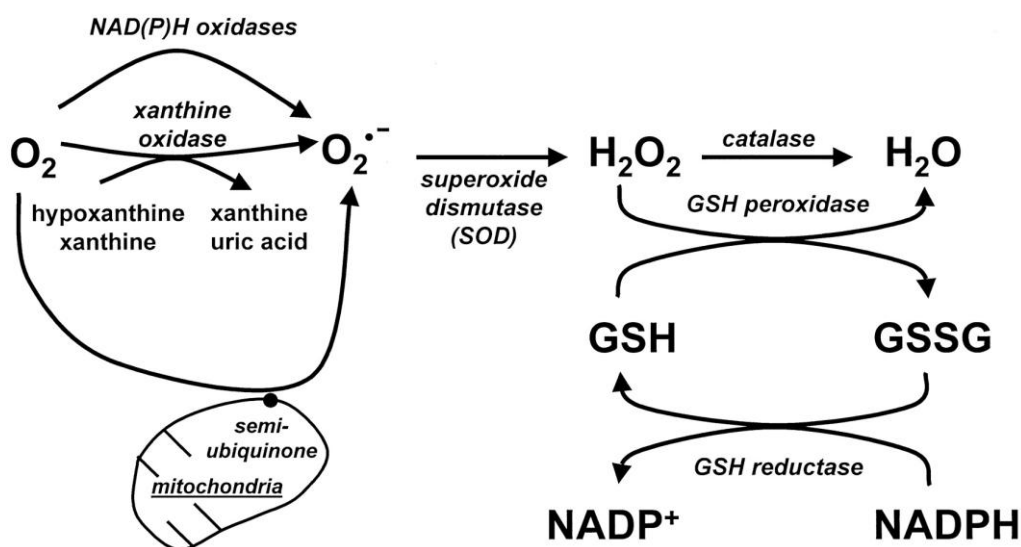 NAD(P)H oxidases
xanthine
oxidase
O₂
O₂•−
hypoxanthine
xanthine
xanthine
uric acid
superoxide
dismutase
(SOD)
H₂O₂
catalase
H₂O
GSH peroxidase
GSH
GSSG
semi-
ubiquinone
mitochondria
GSH reductase
NADP⁺
NADPH